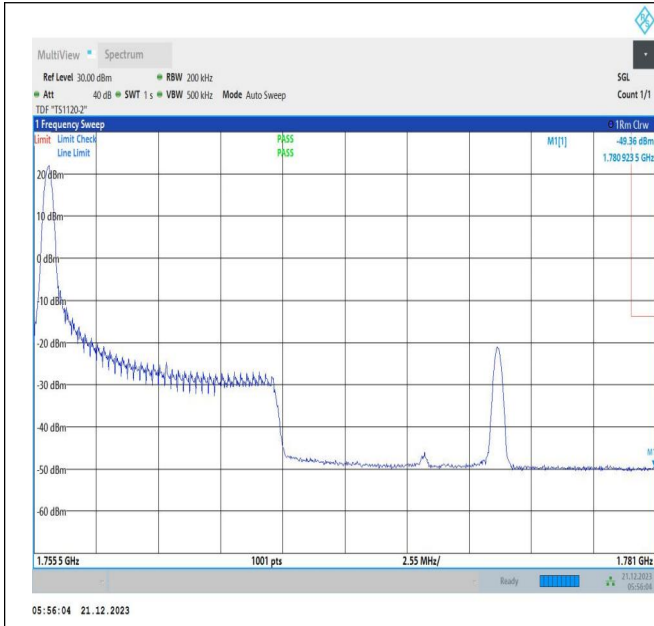 MultiView Spectrum
Ref Level 30.00 dBm RBW 200 kHz SGL
Att 40 dB SWT 1 s VBW 500 kHz Mode Auto Sweep Count 1/1
TDF "TS1120-2"
1 Frequency Sweep 1Rm Clrw
Limit Limit Check PASS M1[1] -49.36 dBm
Line Limit PASS 1.780 923 5 GHz
20 dBm
10 dBm
0 dBm
-10 dBm
-20 dBm
-30 dBm
-40 dBm
M1
-50 dBm
-60 dBm
1.755 5 GHz 1001 pts 2.55 MHz/ 1.781 GHz
Ready 21.12.2023
05:56:04
05:56:04 21.12.2023